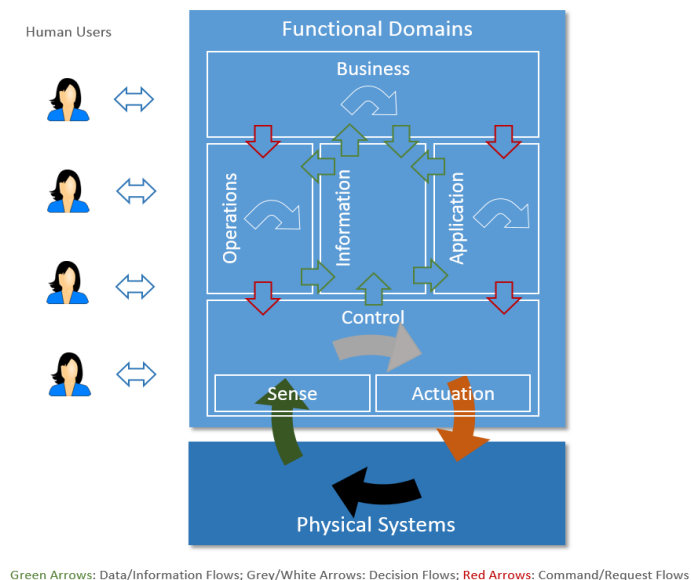 Human Users
Functional Domains
Business
Operations
Information
Application
Control
Sense
Actuation
Physical Systems
Green Arrows: Data/Information Flows; Grey/White Arrows: Decision Flows; Red Arrows: Command/Request Flows